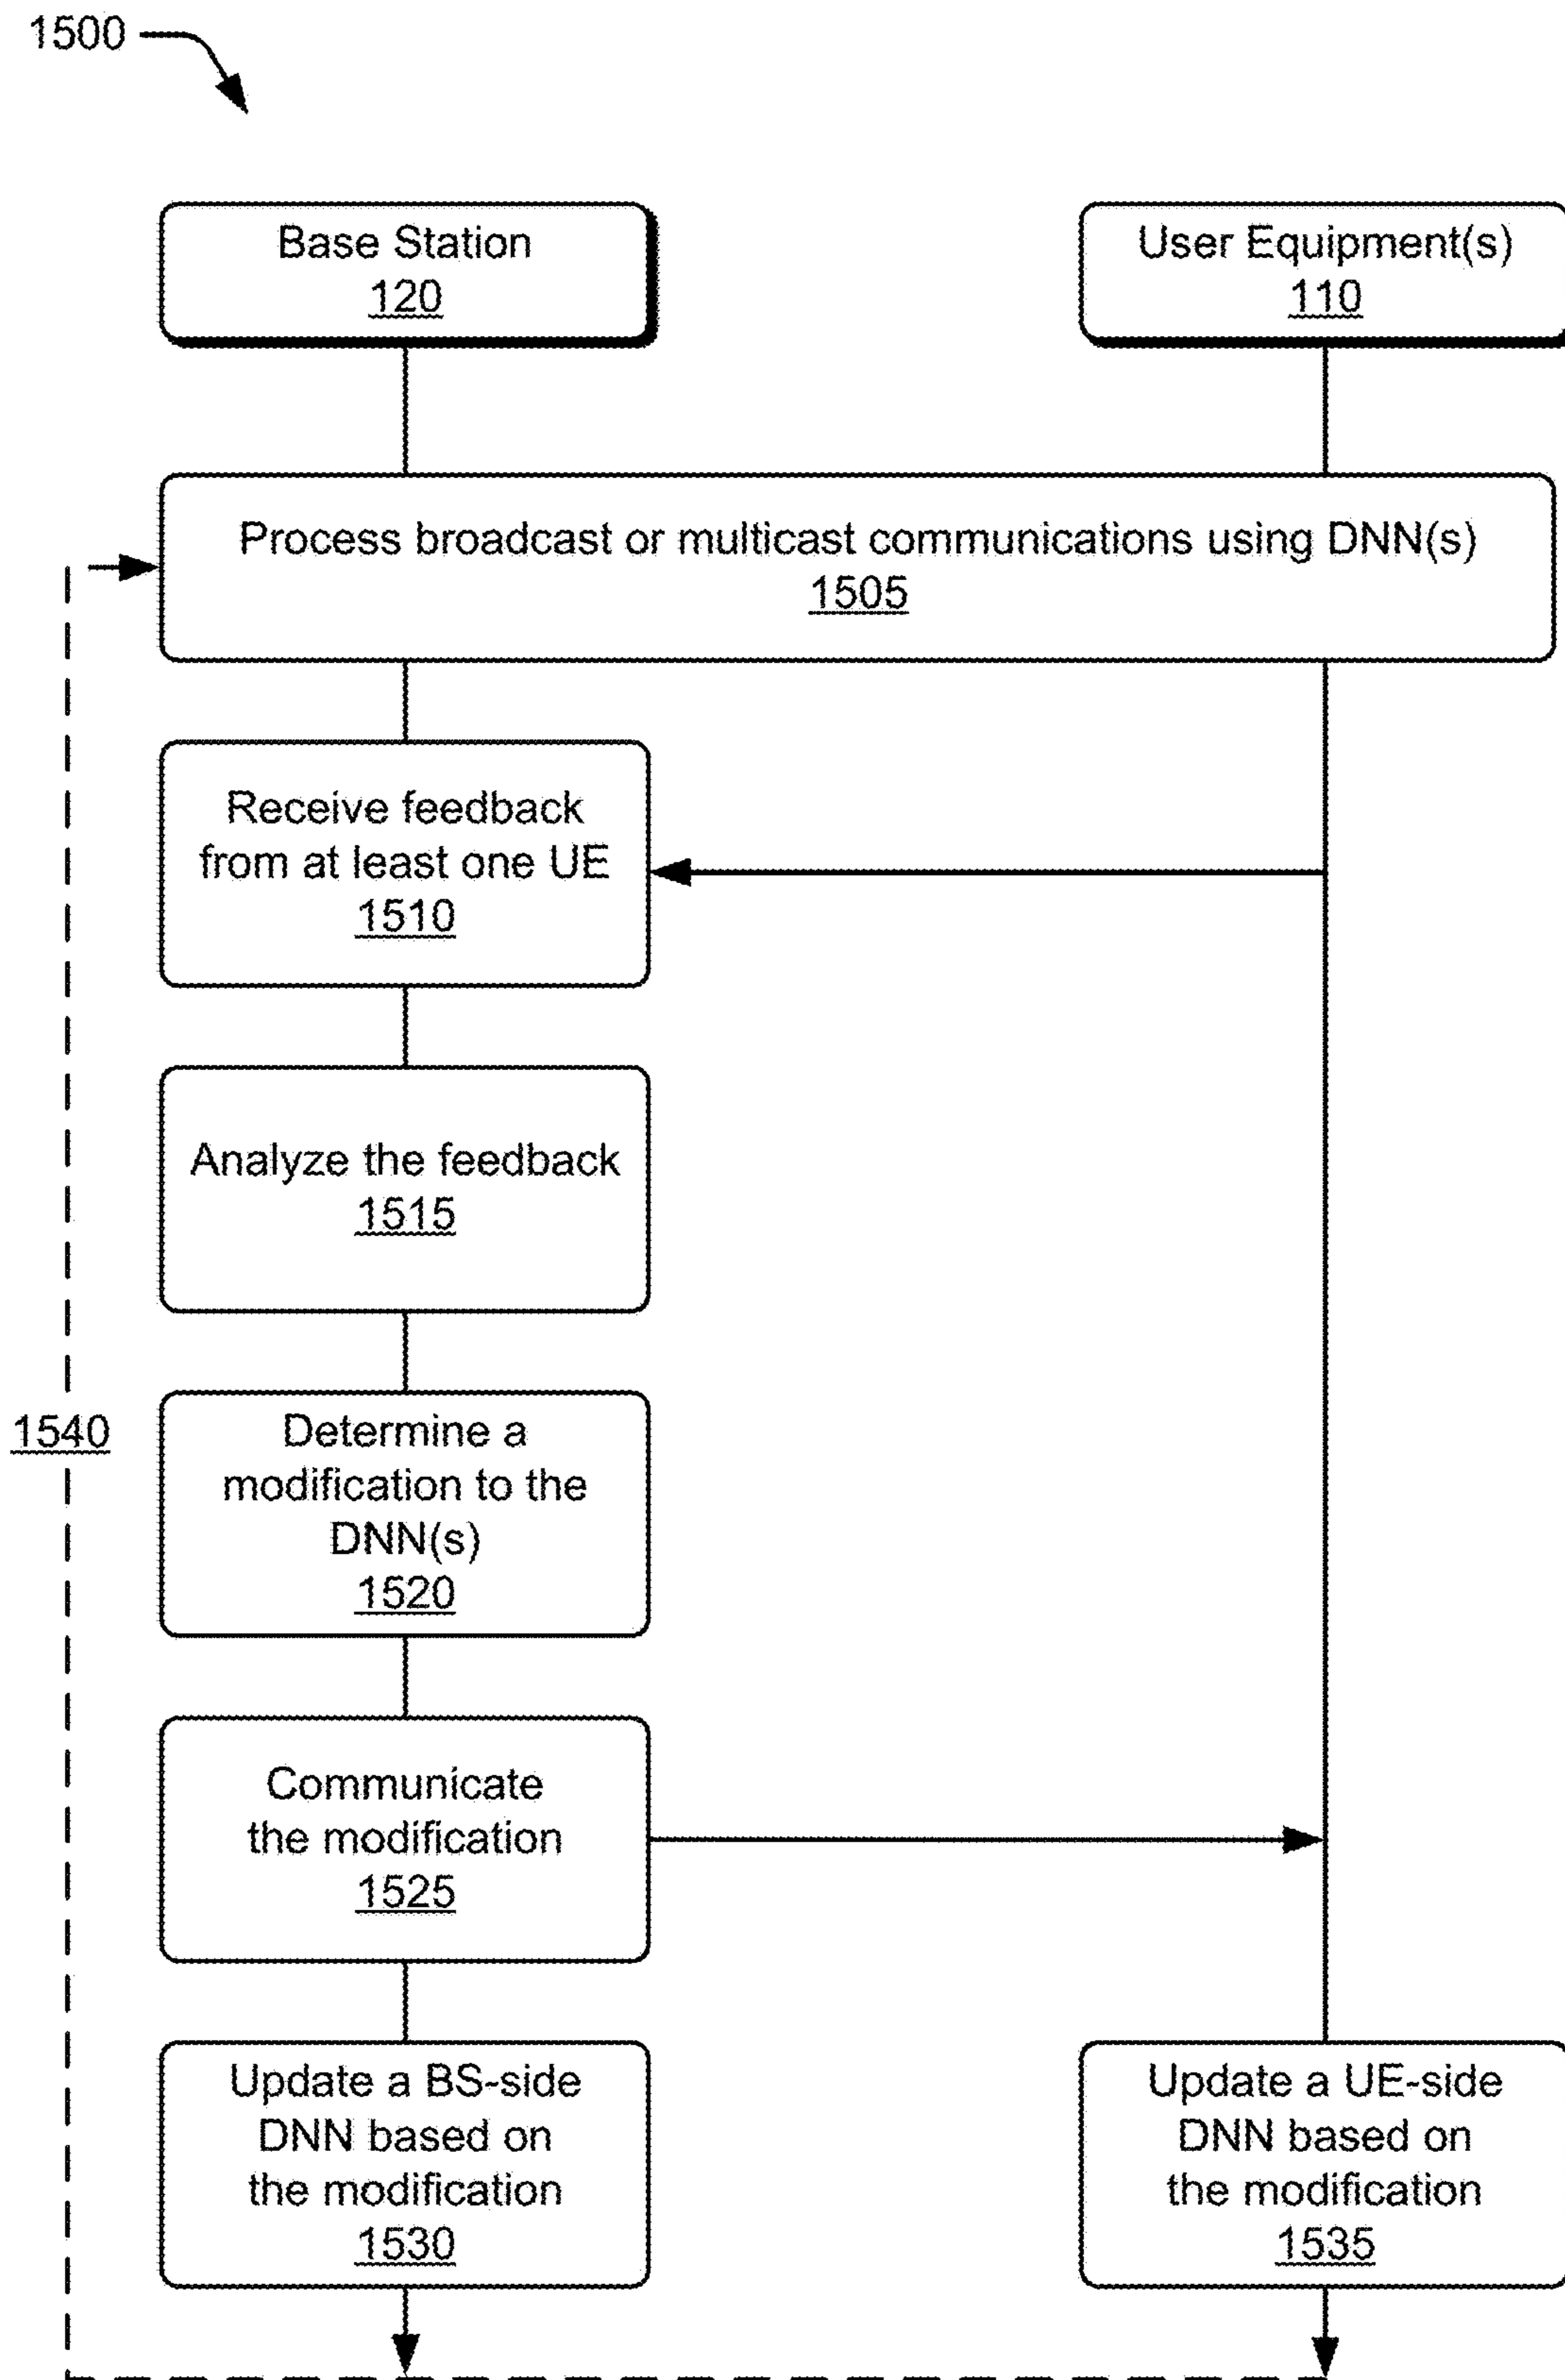 1500
Base Station
120
User Equipment(s)
110
Process broadcast or multicast communications using DNN(s)
1505
Receive feedback
from at least one UE
1510
Analyze the feedback
1515
1540
Determine a
modification to the
DNN(s)
1520
Communicate
the modification
1525
Update a BS-side
DNN based on
the modification
1530
Update a UE-side
DNN based on
the modification
1535